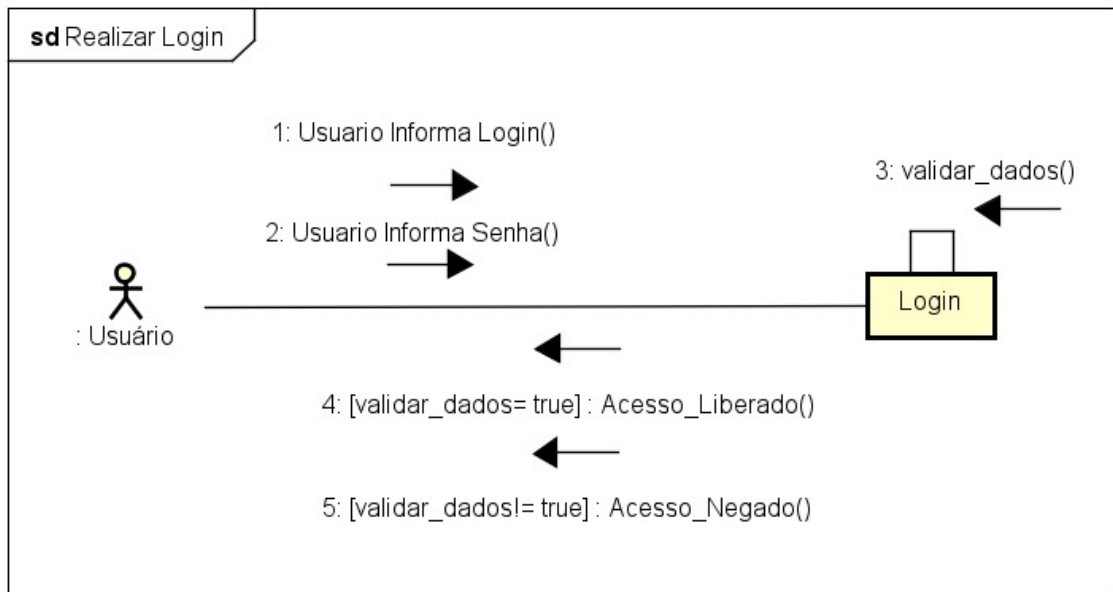 sd Realizar Login
1: Usuario Informa Login()
3: validar_dados()
2: Usuario Informa Senha()
Login
: Usuário
4: [validar_dados= true] : Acesso_Liberado()
5: [validar_dados!= true] : Acesso_Negado()